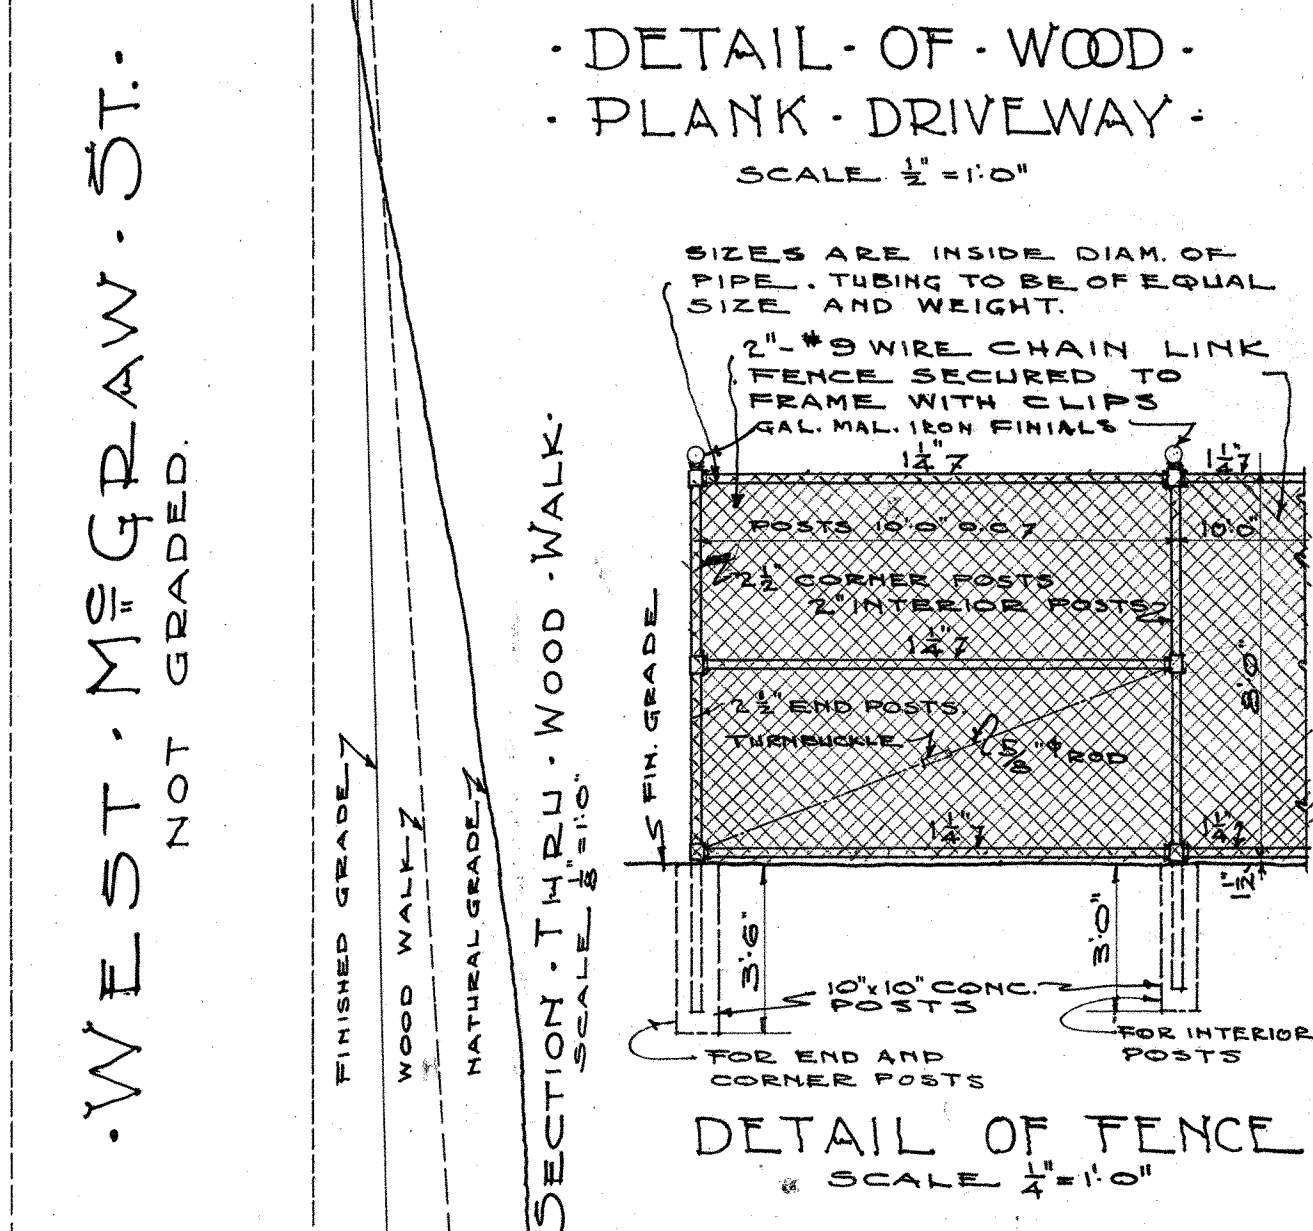 · DETAIL · OF · WOOD ·
· PLANK · DRIVEWAY ·
SCALE 1/2" = 1'-0"
· WEST · McGRAW · ST. ·
NOT GRADED.
FINISHED GRADE
WOOD WALK
NATURAL GRADE
SECTION · THRU · WOOD · WALK ·
SCALE 1/8" = 1'-0"
SIZES ARE INSIDE DIAM. OF
PIPE. TUBING TO BE OF EQUAL
SIZE AND WEIGHT.
2"-#9 WIRE CHAIN LINK
FENCE SECURED TO
FRAME WITH CLIPS
GAL. MAL. IRON FINIALS
1 1/4"
1 1/4"
POSTS 10'-0" O.C.
10'-0"
2 1/2" CORNER POSTS
2" INTERIOR POSTS
1 1/4"
8'-0"
FIN. GRADE
2 1/2" END POSTS.
TURNBUCKLE
5/8" ϕ ROD
1 1/4"
1 1/4"
1 1/2"
3'-6"
3'-0"
10"x10" CONC.
POSTS
FOR INTERIOR
POSTS
FOR END AND
CORNER POSTS
DETAIL OF FENCE
SCALE 1/4" = 1'-0"